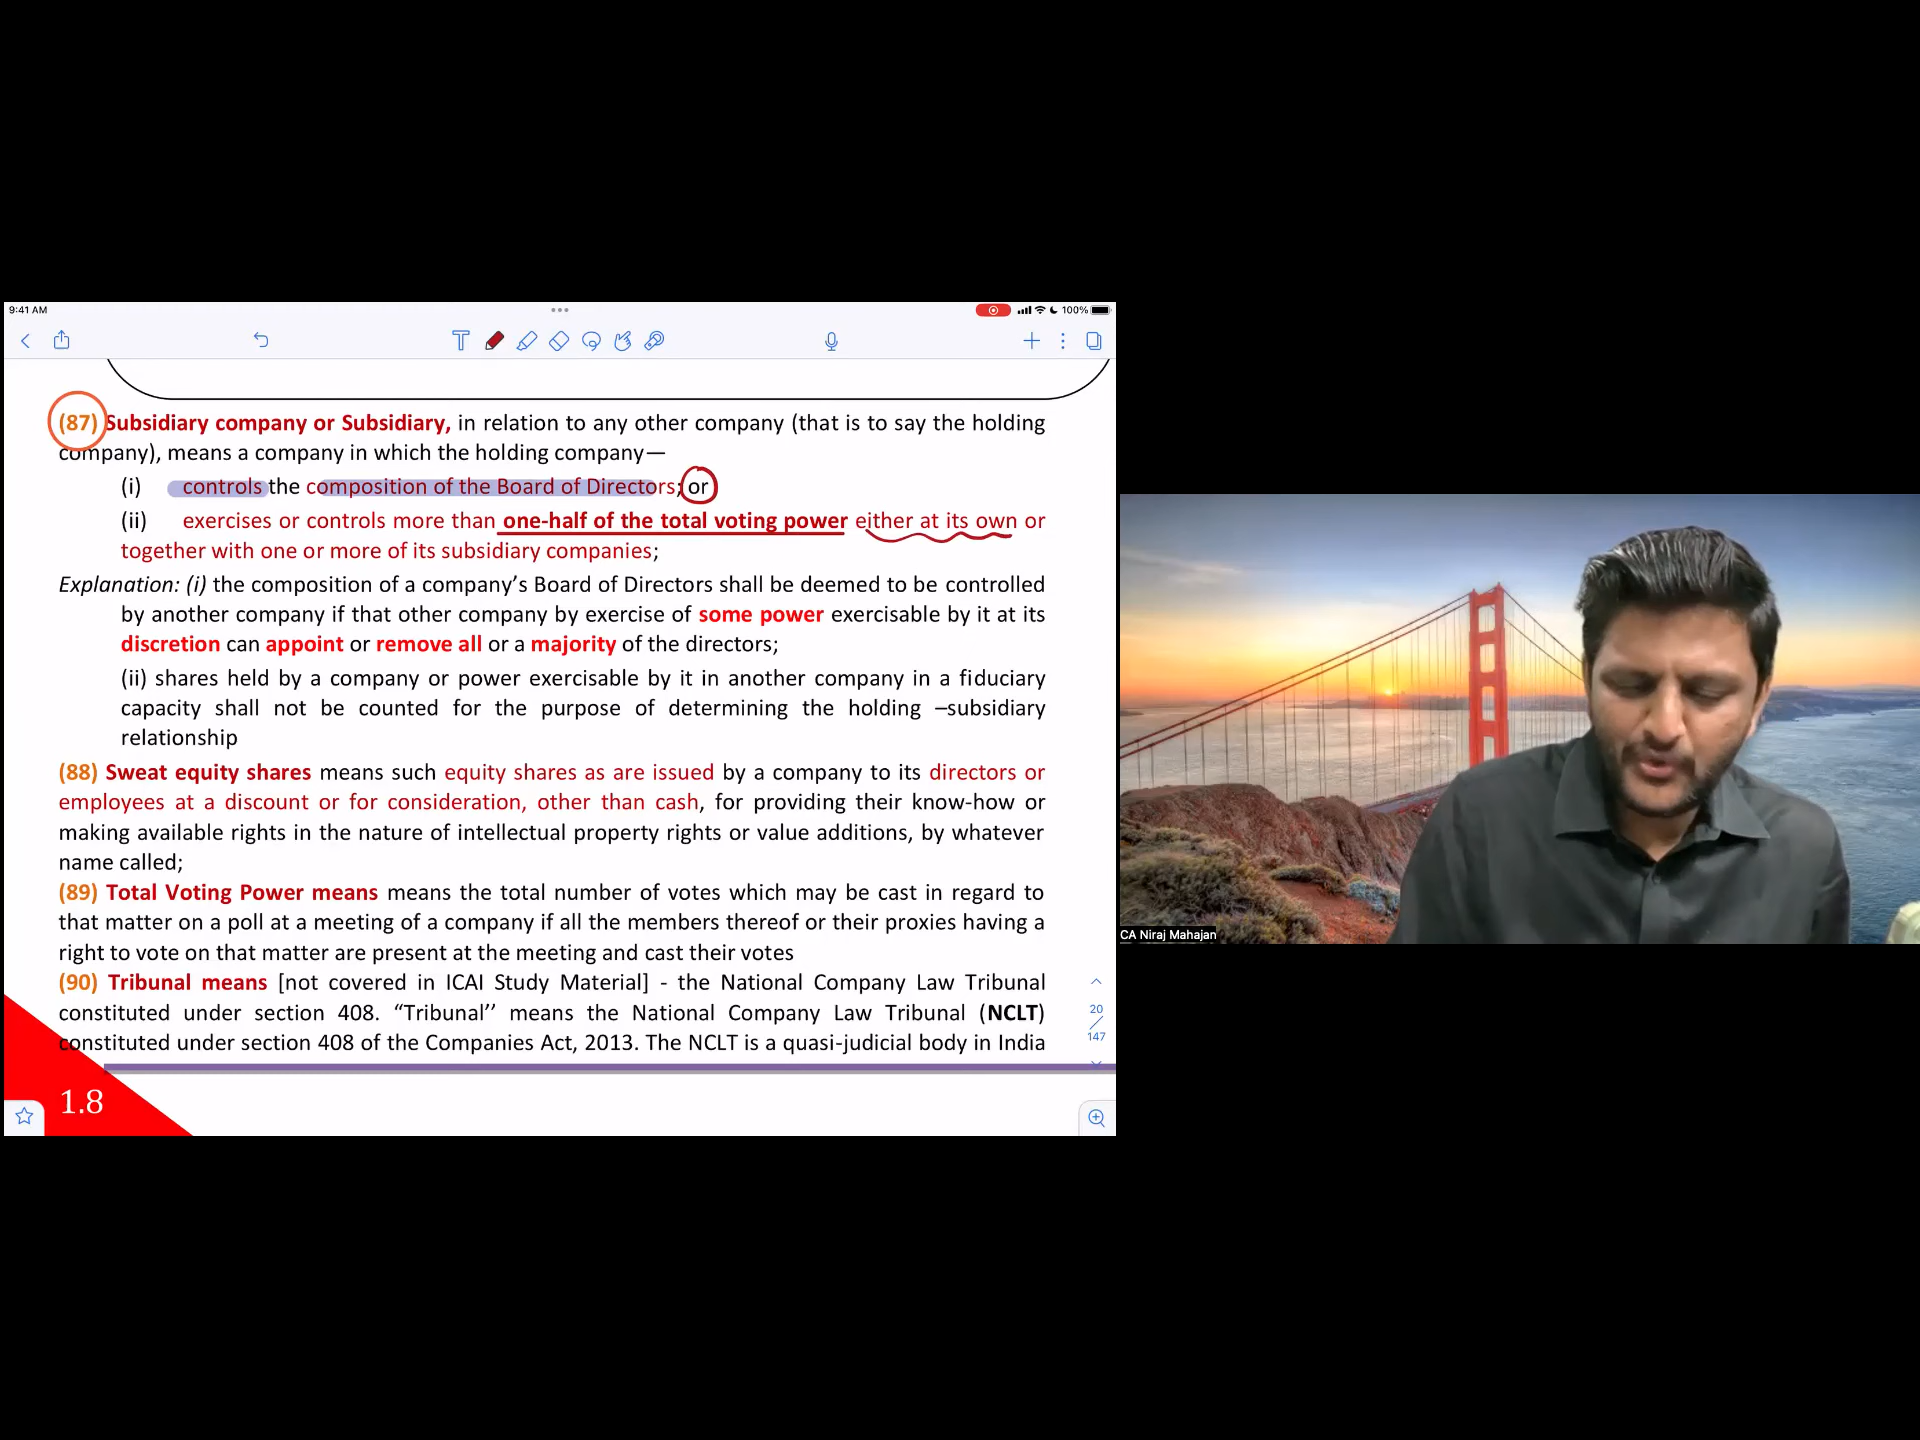 9:41 AM
100%
(87) Subsidiary company or Subsidiary, in relation to any other company (that is to say the holding
company), means a company in which the holding company—
(i) controls the composition of the Board of Directors; or
(ii) exercises or controls more than one-half of the total voting power either at its own or
together with one or more of its subsidiary companies;
Explanation: (i) the composition of a company’s Board of Directors shall be deemed to be controlled
by another company if that other company by exercise of some power exercisable by it at its
discretion can appoint or remove all or a majority of the directors;
(ii) shares held by a company or power exercisable by it in another company in a fiduciary
capacity shall not be counted for the purpose of determining the holding –subsidiary
relationship
(88) Sweat equity shares means such equity shares as are issued by a company to its directors or
employees at a discount or for consideration, other than cash, for providing their know-how or
making available rights in the nature of intellectual property rights or value additions, by whatever
name called;
(89) Total Voting Power means means the total number of votes which may be cast in regard to
that matter on a poll at a meeting of a company if all the members thereof or their proxies having a
right to vote on that matter are present at the meeting and cast their votes
(90) Tribunal means [not covered in ICAI Study Material] - the National Company Law Tribunal
constituted under section 408. “Tribunal’’ means the National Company Law Tribunal (NCLT)
constituted under section 408 of the Companies Act, 2013. The NCLT is a quasi-judicial body in India
20
/
147
1.8
CA Niraj Mahajan